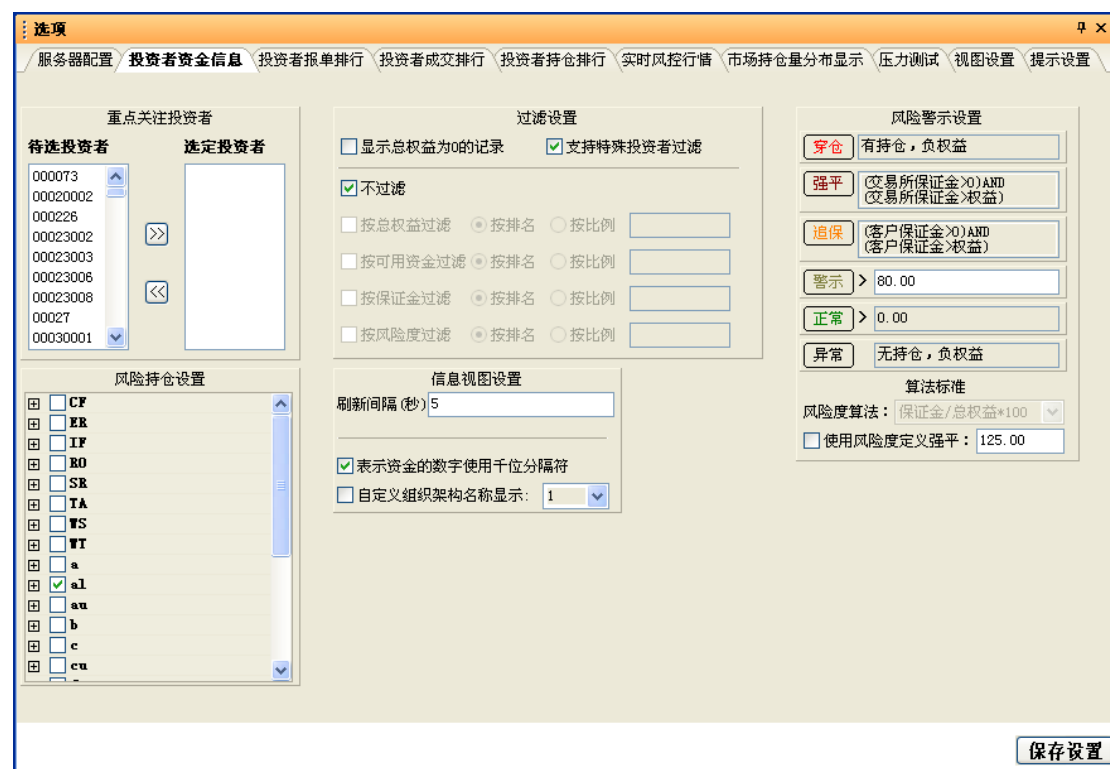 选项
服务器配置 投资者资金信息 投资者报单排行 投资者成交排行 投资者持仓排行 实时风控行情 市场持仓量分布显示 压力测试 视图设置 提示设置
重点关注投资者
待选投资者 选定投资者
000073
00020002
000226
00023002
00023003
00023006
00023008
00027
00030001
过滤设置
显示总权益为0的记录 支持特殊投资者过滤
不过滤
按总权益过滤 按排名 按比例
按可用资金过滤 按排名 按比例
按保证金过滤 按排名 按比例
按风险度过滤 按排名 按比例
风险警示设置
穿仓 有持仓,负权益
强平 (交易所保证金>0)AND
(交易所保证金>权益)
追保 (客户保证金>0)AND
(客户保证金>权益)
警示 > 80.00
正常 > 0.00
异常 无持仓,负权益
算法标准
风险度算法: 保证金/总权益*100
使用风险度定义强平: 125.00
风险持仓设置
CF
ER
IF
RO
SR
TA
WS
WT
a
al
au
b
c
cu
信息视图设置
刷新间隔(秒) 5
表示资金的数字使用千位分隔符
自定义组织架构名称显示: 1
保存设置